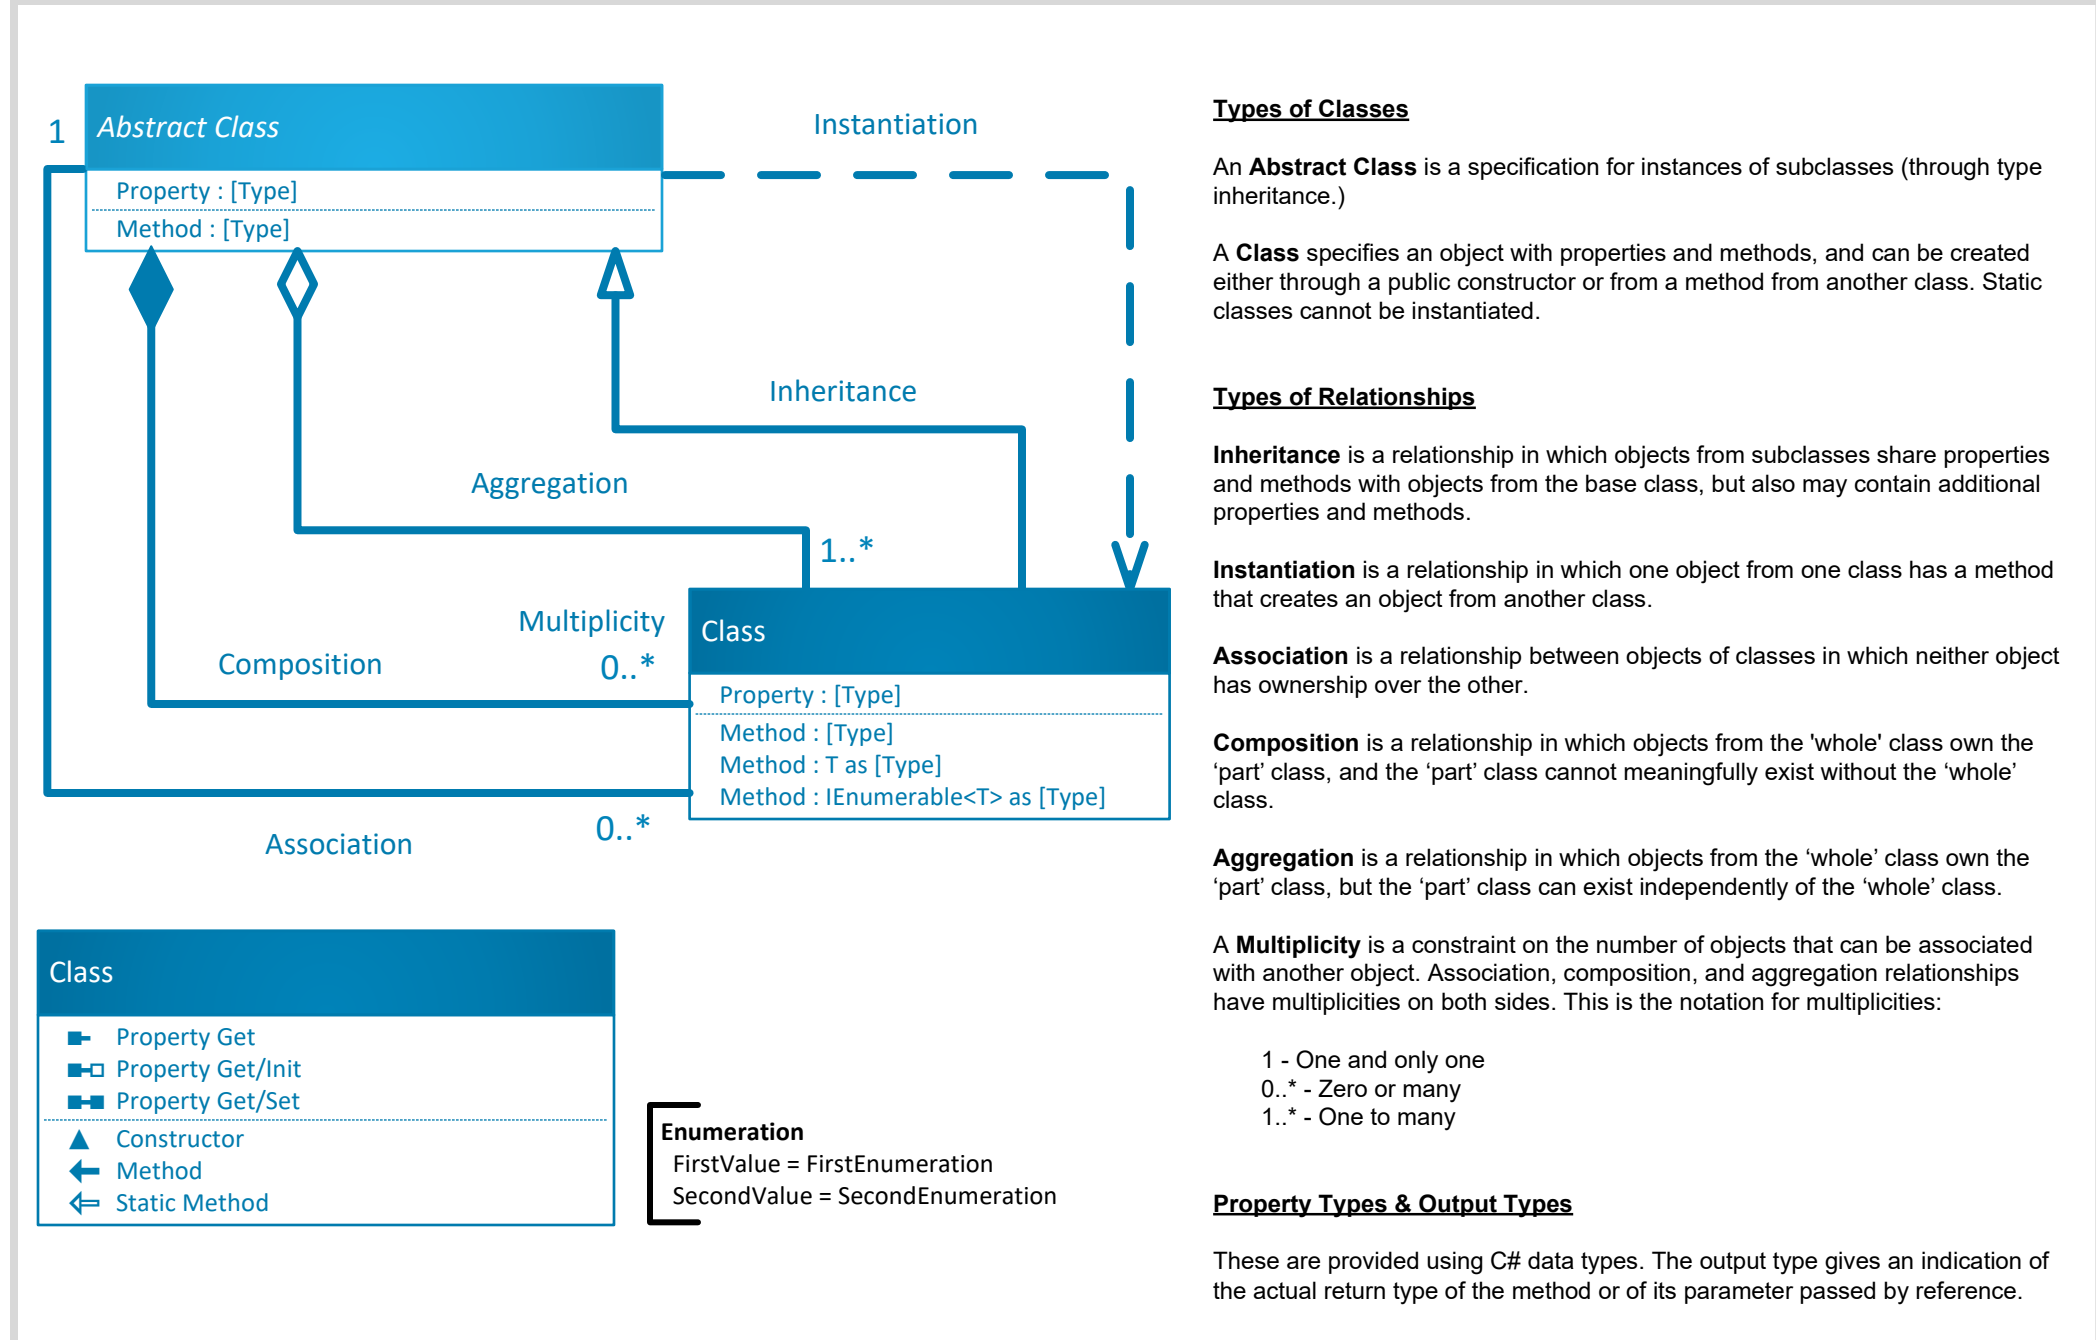 1
Abstract Class
Property : [Type]
Method : [Type]
Instantiation
Inheritance
Aggregation
1..*
Multiplicity
0..*
Composition
Class
Property : [Type]
Method : [Type]
Method : T as [Type]
Method : IEnumerable<T> as [Type]
0..*
Association
Class
Property Get
Property Get/Init
Property Get/Set
Constructor
Method
Static Method
Enumeration
FirstValue = FirstEnumeration
SecondValue = SecondEnumeration
Types of Classes
An Abstract Class is a specification for instances of subclasses (through type
inheritance.)
A Class specifies an object with properties and methods, and can be created
either through a public constructor or from a method from another class. Static
classes cannot be instantiated.
Types of Relationships
Inheritance is a relationship in which objects from subclasses share properties
and methods with objects from the base class, but also may contain additional
properties and methods.
Instantiation is a relationship in which one object from one class has a method
that creates an object from another class.
Association is a relationship between objects of classes in which neither object
has ownership over the other.
Composition is a relationship in which objects from the 'whole' class own the
‘part’ class, and the ‘part’ class cannot meaningfully exist without the ‘whole’
class.
Aggregation is a relationship in which objects from the ‘whole’ class own the
‘part’ class, but the ‘part’ class can exist independently of the ‘whole’ class.
A Multiplicity is a constraint on the number of objects that can be associated
with another object. Association, composition, and aggregation relationships
have multiplicities on both sides. This is the notation for multiplicities:
1 - One and only one
0..* - Zero or many
1..* - One to many
Property Types & Output Types
These are provided using C# data types. The output type gives an indication of
the actual return type of the method or of its parameter passed by reference.